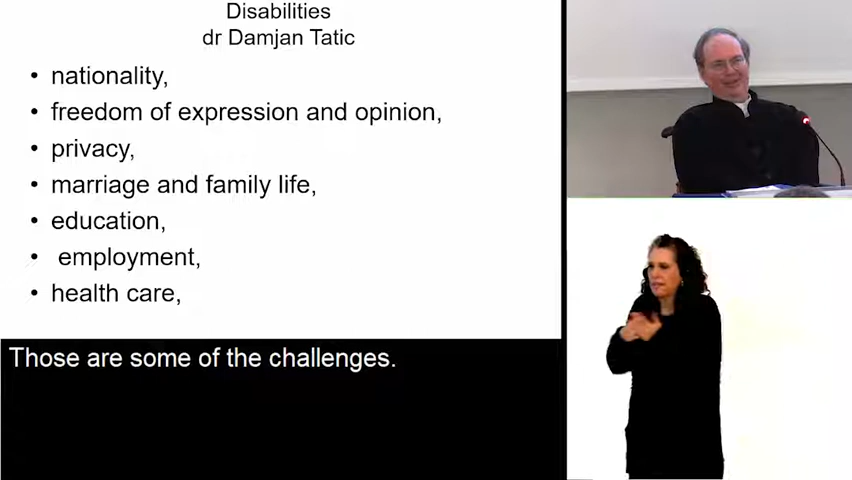 Disabilities
dr Damjan Tatic
• nationality,
• freedom of expression and opinion,
• privacy,
• marriage and family life,
• education,
• employment,
• health care,
Those are some of the challenges.